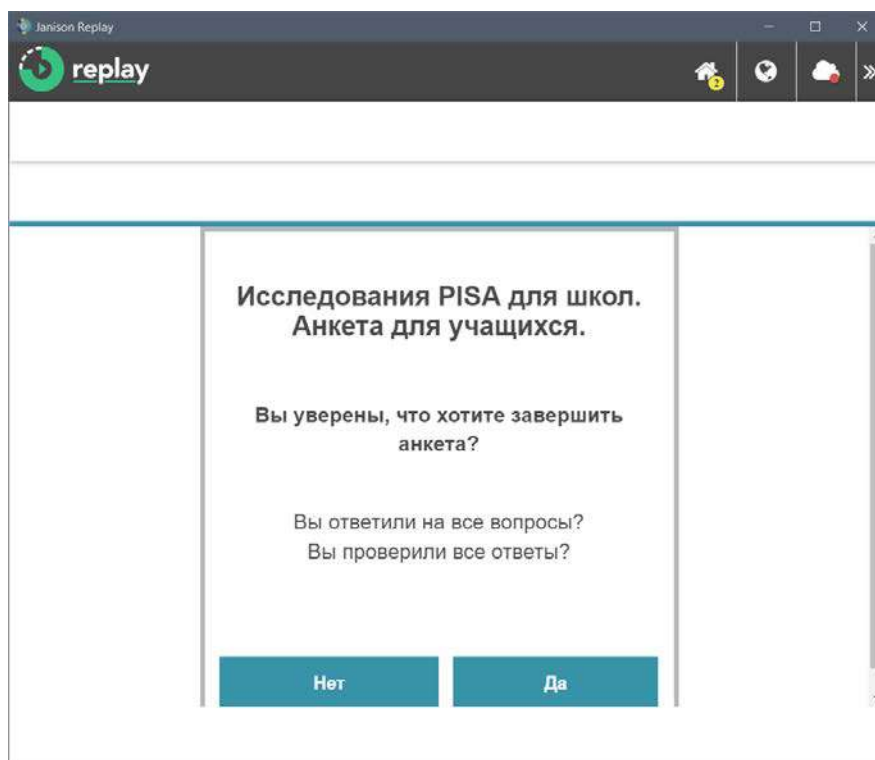 Janison Replay
replay
2
Исследования PISA для школ.
Анкета для учащихся.
Вы уверены, что хотите завершить
анкета?
Вы ответили на все вопросы?
Вы проверили все ответы?
Нет Да